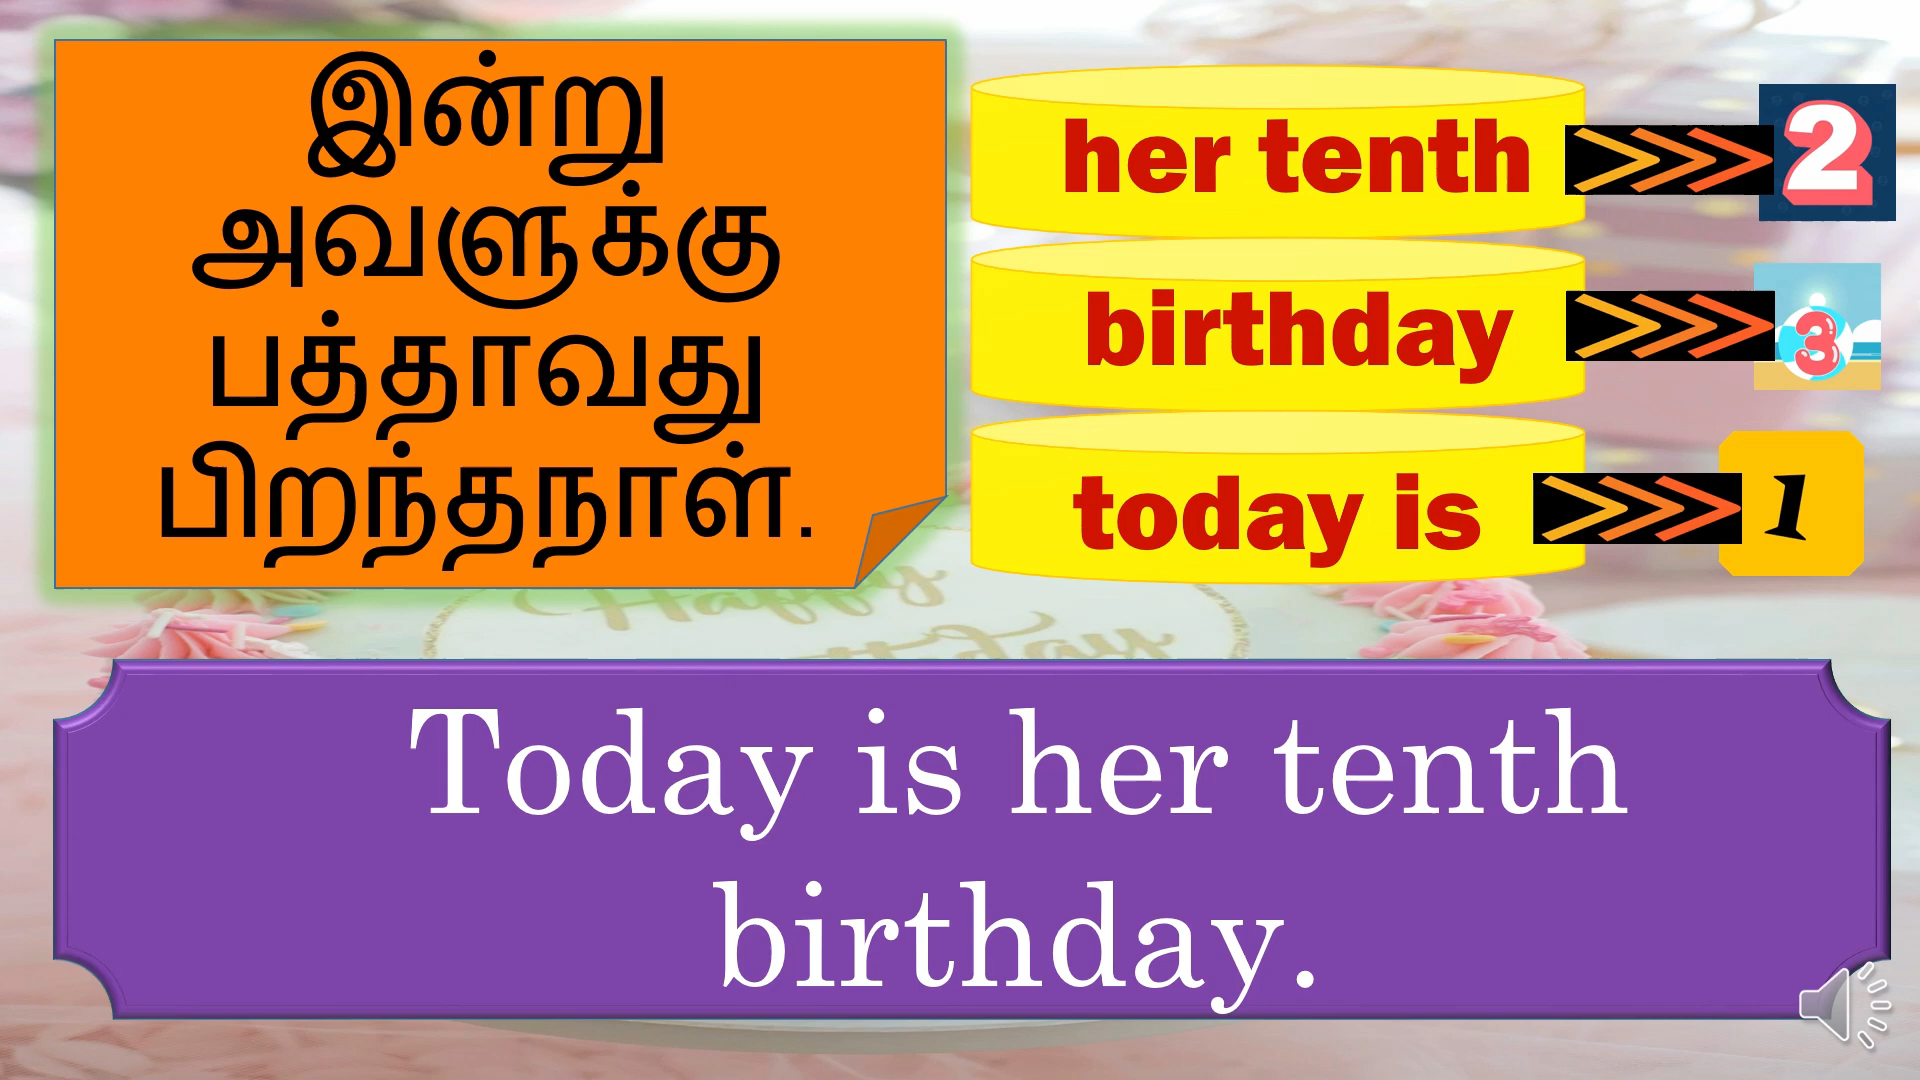 இன்று
அவளுக்கு
பத்தாவது
பிறந்தநாள்.
her tenth
2
birthday
3
today is
1
Happy
Today is her tenth
birthday.